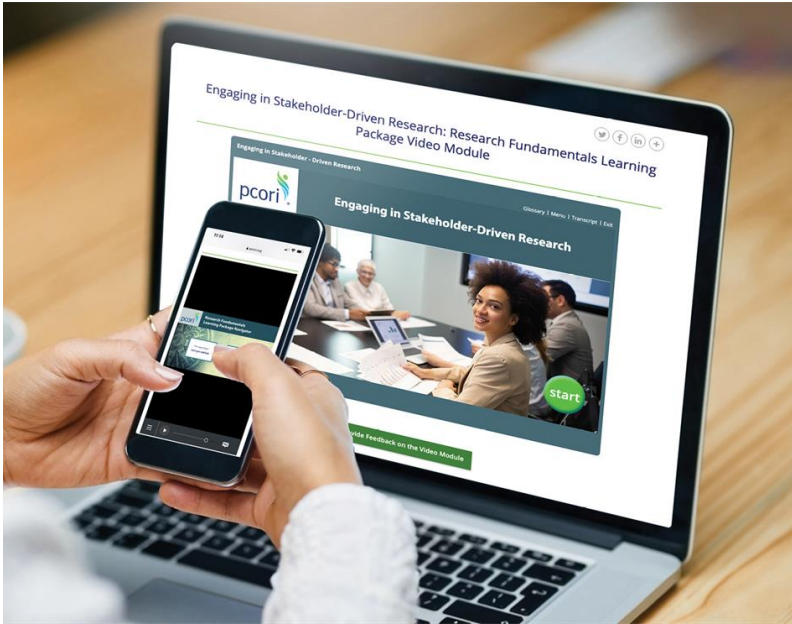 Engaging in Stakeholder-Driven Research: Research Fundamentals Learning
Package Video Module
Engaging in Stakeholder - Driven Research
Glossary | Menu | Transcript | Exit
pcori
Engaging in Stakeholder-Driven Research
start
vide Feedback on the Video Module
pcori
Research Fundamentals
Learning Package Navigator